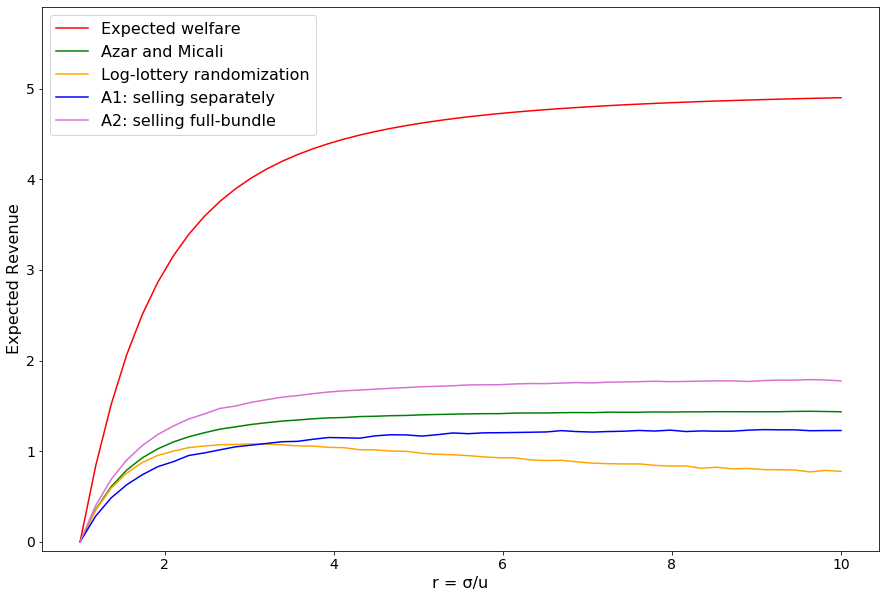 Expected welfare
Azar and Micali
Log-lottery randomization
A1: selling separately
A2: selling full-bundle
Expected Revenue
5
4
3
2
1
0
2 4 6 8 10
r = σ/u